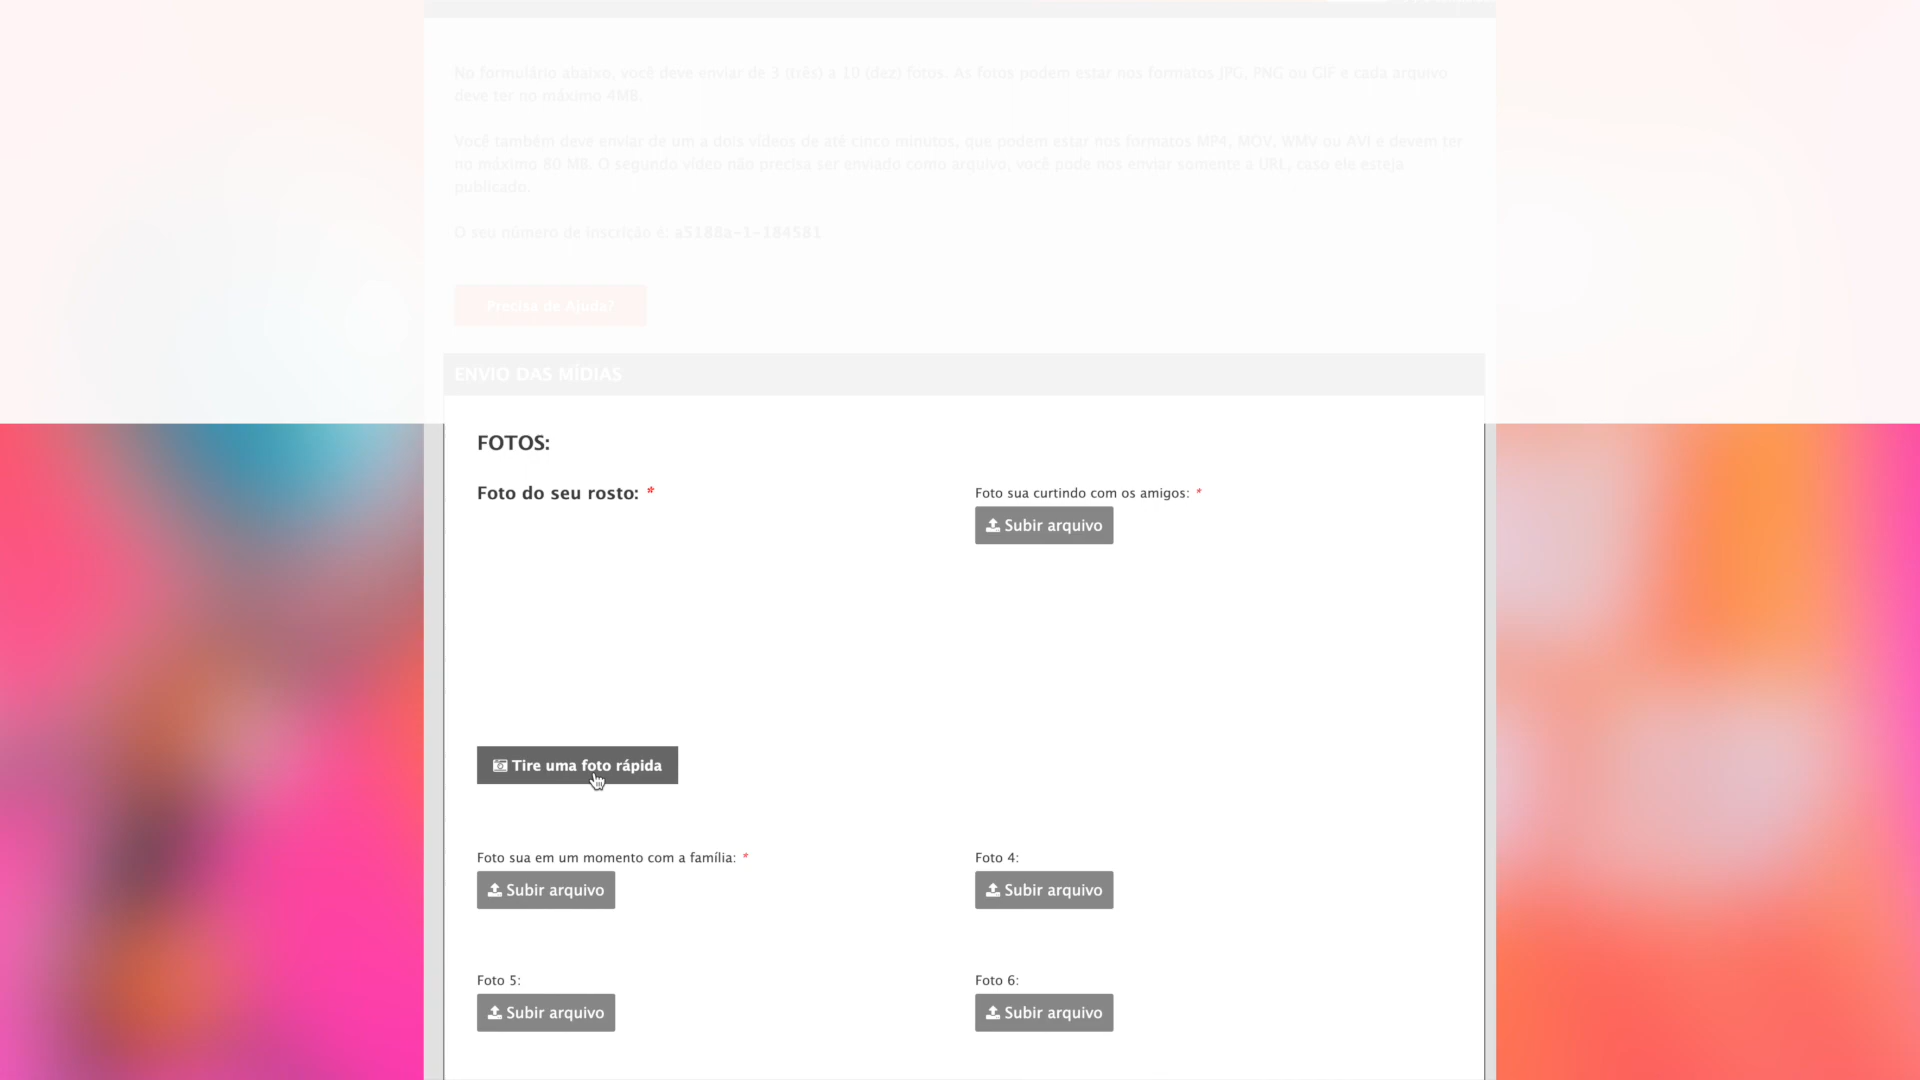 No formulário abaixo, você deve enviar de 3 (três) a 10 (dez) fotos. As fotos podem estar nos formatos JPG, PNG ou GIF e cada arquivo
deve ter no máximo 4MB.
Você também deve enviar de um a dois vídeos de até cinco minutos, que podem estar nos formatos MP4, MOV, WMV ou AVI e devem ter
no máximo 80 MB. O segundo vídeo não precisa ser enviado como arquivo, você pode nos enviar somente a URL, caso ele esteja
publicado.
O seu número de inscrição é: a5188a-1-184581
Precisa de Ajuda?
ENVIO DAS MÍDIAS
FOTOS:
Foto do seu rosto: *
Foto sua curtindo com os amigos: *
Subir arquivo
Tire uma foto rápida
Foto sua em um momento com a família: *
Foto 4:
Subir arquivo
Subir arquivo
Foto 5:
Foto 6:
Subir arquivo
Subir arquivo